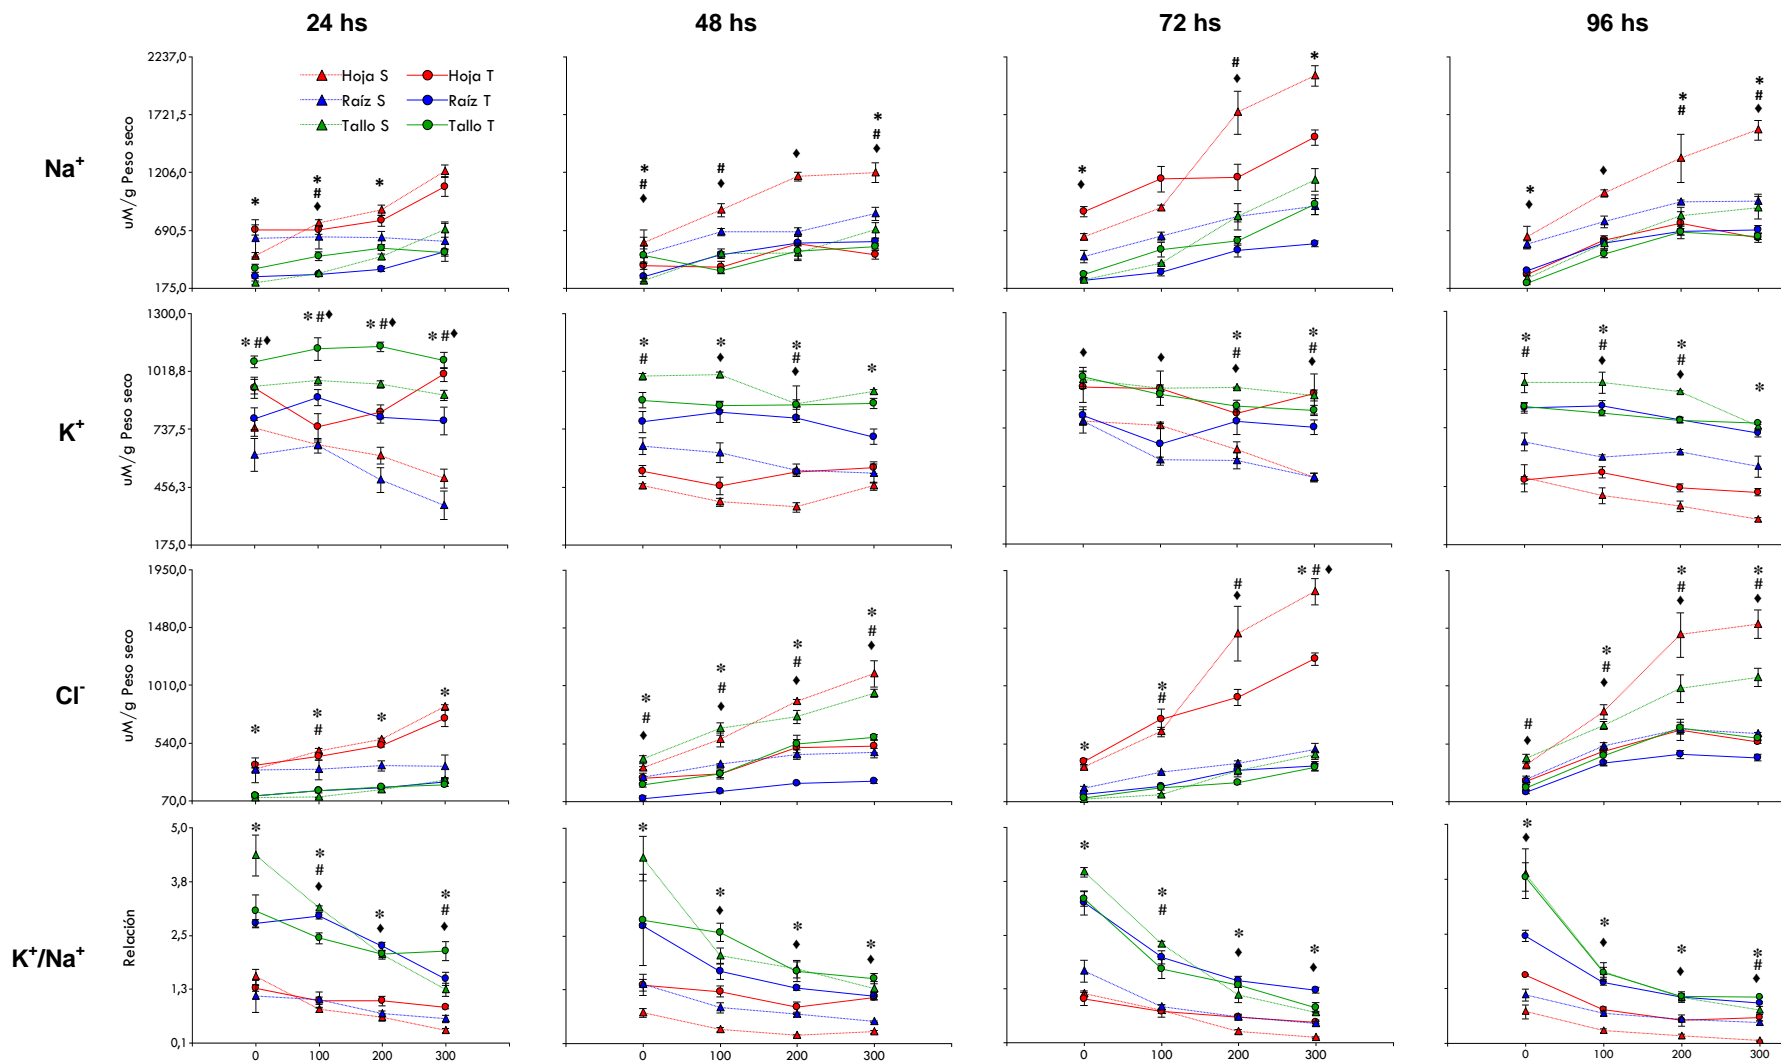 24 hs 48 hs 72 hs 96 hs
Na⁺
uM/g Peso seco
2237,0
1721,5
1206,0
690,5
175,0
Hoja S Hoja T
Raíz S Raíz T
Tallo S Tallo T
* * # ♦ *
* # ♦ # ♦ ♦ * # ♦
* ♦ # ♦ *
* ♦ ♦ * # * # ♦
K⁺
uM/g Peso seco
1300,0
1018,8
737,5
456,3
175,0
* # ♦ * # ♦ * # ♦ * # ♦
* # * ♦ * # ♦ *
♦ ♦ * # ♦ * # ♦
* # * # ♦ * # ♦ *
Cl⁻
uM/g Peso seco
1950,0
1480,0
1010,0
540,0
70,0
* * # * *
* # ♦ * # ♦ * # ♦ * # ♦
* * # # ♦ * # ♦
# ♦ * # ♦ * # ♦ * # ♦
K⁺/Na⁺
Relación
5,0
3,8
2,5
1,3
0,1
* * # ♦ * ♦ * # ♦
* * ♦ * ♦ * ♦
* * # * ♦ * ♦
* ♦ * ♦ * ♦ * # ♦
0 100 200 300 0 100 200 300 0 100 200 300 0 100 200 300